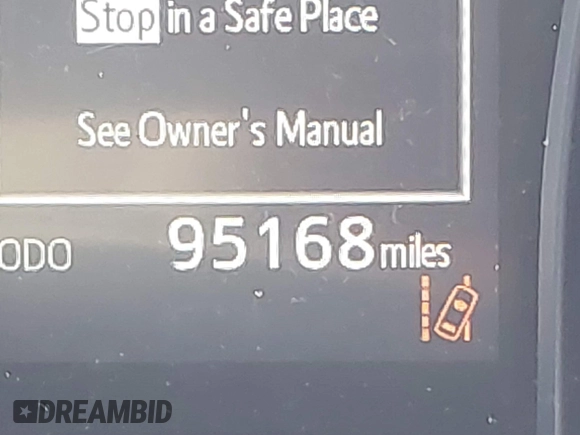 Stop in a Safe Place
See Owner's Manual
ODO 95168 miles
DREAMBID